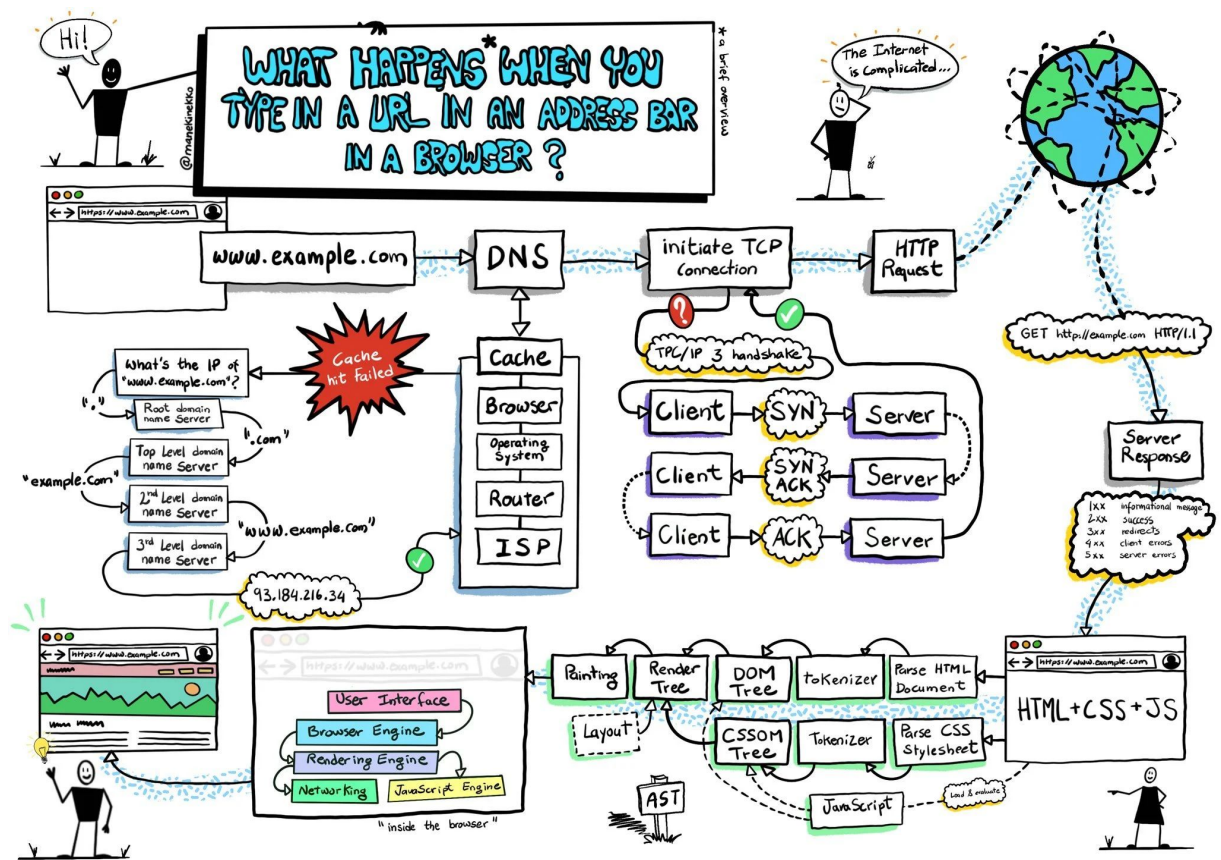 Hi!
WHAT HAPPENS* WHEN YOU
TYPE IN A URL IN AN ADDRESS BAR
IN A BROWSER ?
@manekinekko
*a brief overview
The Internet
is complicated...
https://www.example.com
www.example.com
DNS
initiate TCP
Connection
HTTP
Request
GET http://example.com HTTP/1.1
Server
Response
1xx informational message
2xx success
3xx redirects
4xx client errors
5xx server errors
?
TPC/IP 3 handshake
Client
SYN
Server
Client
SYN
ACK
Server
Client
ACK
Server
Cache
Browser
Operating
System
Router
ISP
Cache
hit Failed
What's the IP of
"www.example.com"?
"."
Root domain
name Server
".com"
Top Level domain
name Server
"example.com"
2nd Level domain
name Server
"www.example.com"
3rd Level domain
name Server
93.184.216.34
https://www.example.com
HTML+CSS+JS
Parse HTML
Document
tokenizer
DOM
Tree
Render
Tree
Painting
Layout
Parse CSS
Stylesheet
Tokenizer
CSSOM
Tree
JavaScript
Load & evaluate
AST
https://www.example.com
User Interface
Browser Engine
Rendering Engine
Networking
JavaScript Engine
"inside the browser"
https://www.example.com